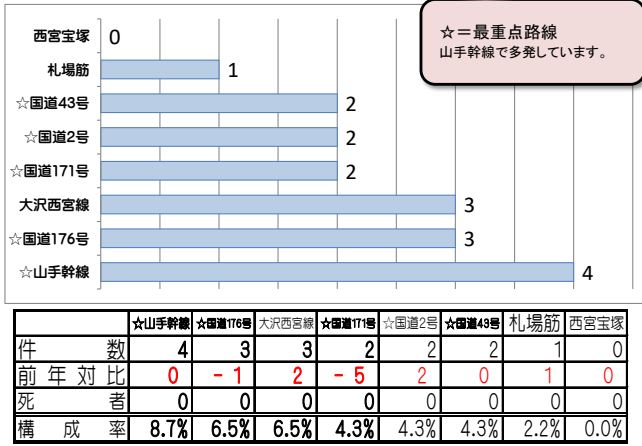 ☆=最重点路線
山手幹線で多発しています。
西宮宝塚 0
札場筋 1
☆国道43号 2
☆国道2号 2
☆国道171号 2
大沢西宮線 3
☆国道176号 3
☆山手幹線 4
☆山手幹線 ☆国道176号 大沢西宮線 ☆国道171号 ☆国道2号 ☆国道43号 札場筋 西宮宝塚
件数 4 3 3 2 2 2 1 0
前年対比 0 -1 2 -5 2 0 1 0
死者 0 0 0 0 0 0 0 0
構成率 8.7% 6.5% 6.5% 4.3% 4.3% 4.3% 2.2% 0.0%